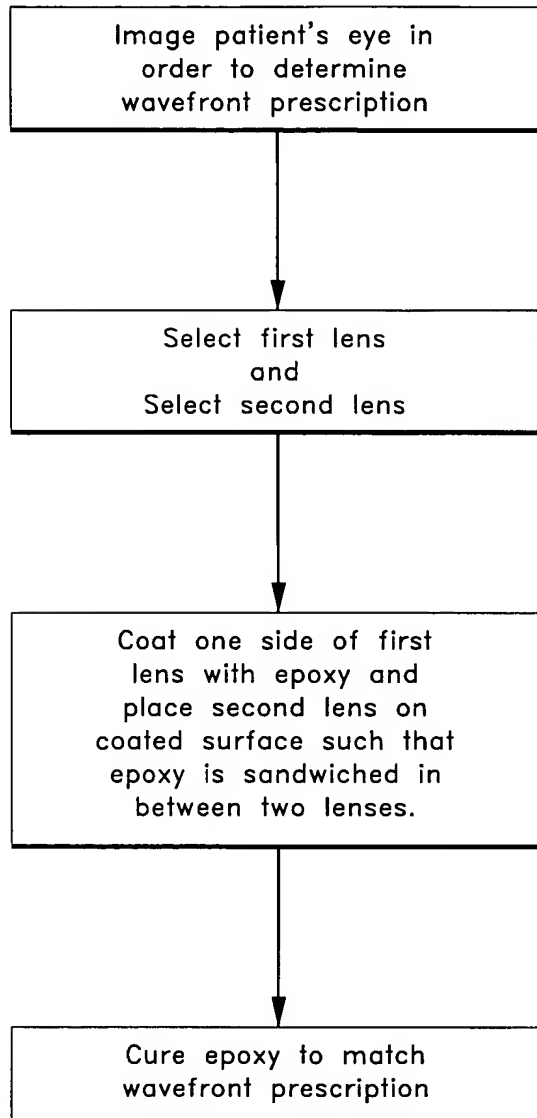 Image patient's eye in
order to determine
wavefront prescription
Select first lens
and
Select second lens
Coat one side of first
lens with epoxy and
place second lens on
coated surface such that
epoxy is sandwiched in
between two lenses.
Cure epoxy to match
wavefront prescription